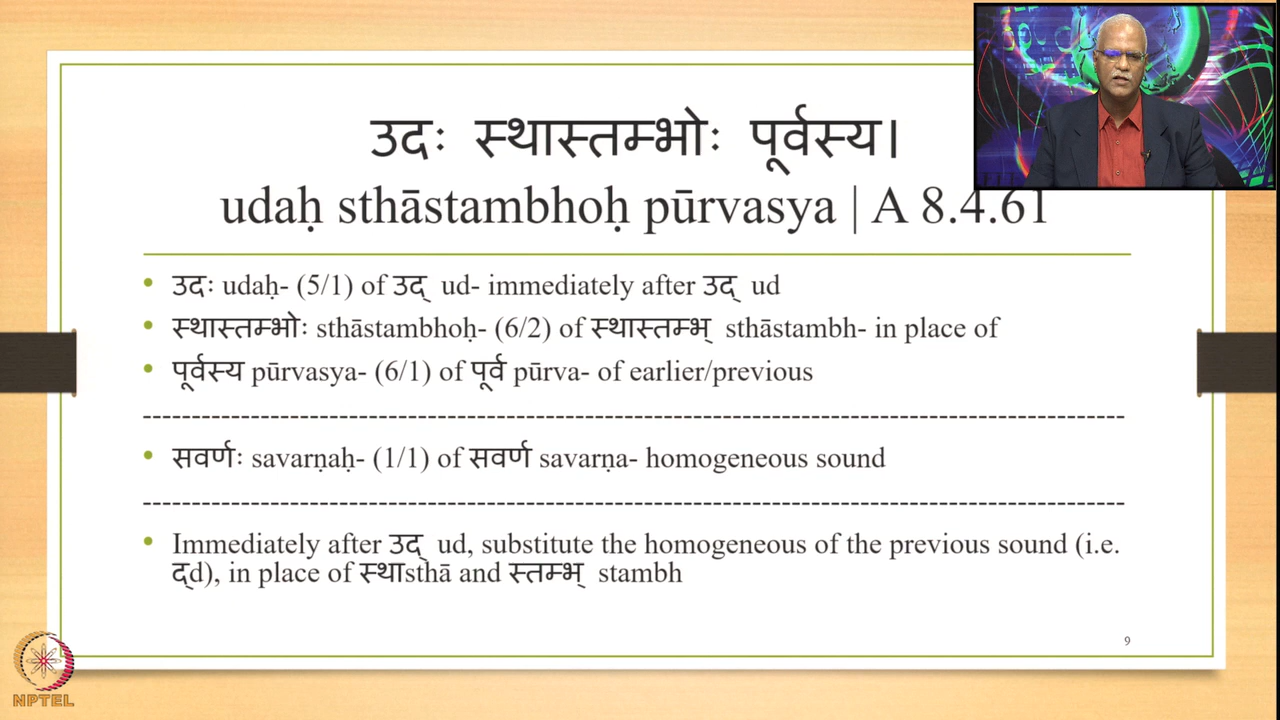 उदः स्थास्तम्भोः पूर्वस्य।
udaḥ sthāstambhoḥ pūrvasya | A 8.4.61
• उदः udaḥ- (5/1) of उद् ud- immediately after उद् ud
• स्थास्तम्भोः sthāstambhoḥ- (6/2) of स्थास्तम्भ् sthāstambh- in place of
• पूर्वस्य pūrvasya- (6/1) of पूर्व pūrva- of earlier/previous
• सवर्णः savarṇaḥ- (1/1) of सवर्ण savarṇa- homogeneous sound
• Immediately after उद् ud, substitute the homogeneous of the previous sound (i.e.
द्d), in place of स्थाsthā and स्तम्भ् stambh
9
NPTEL